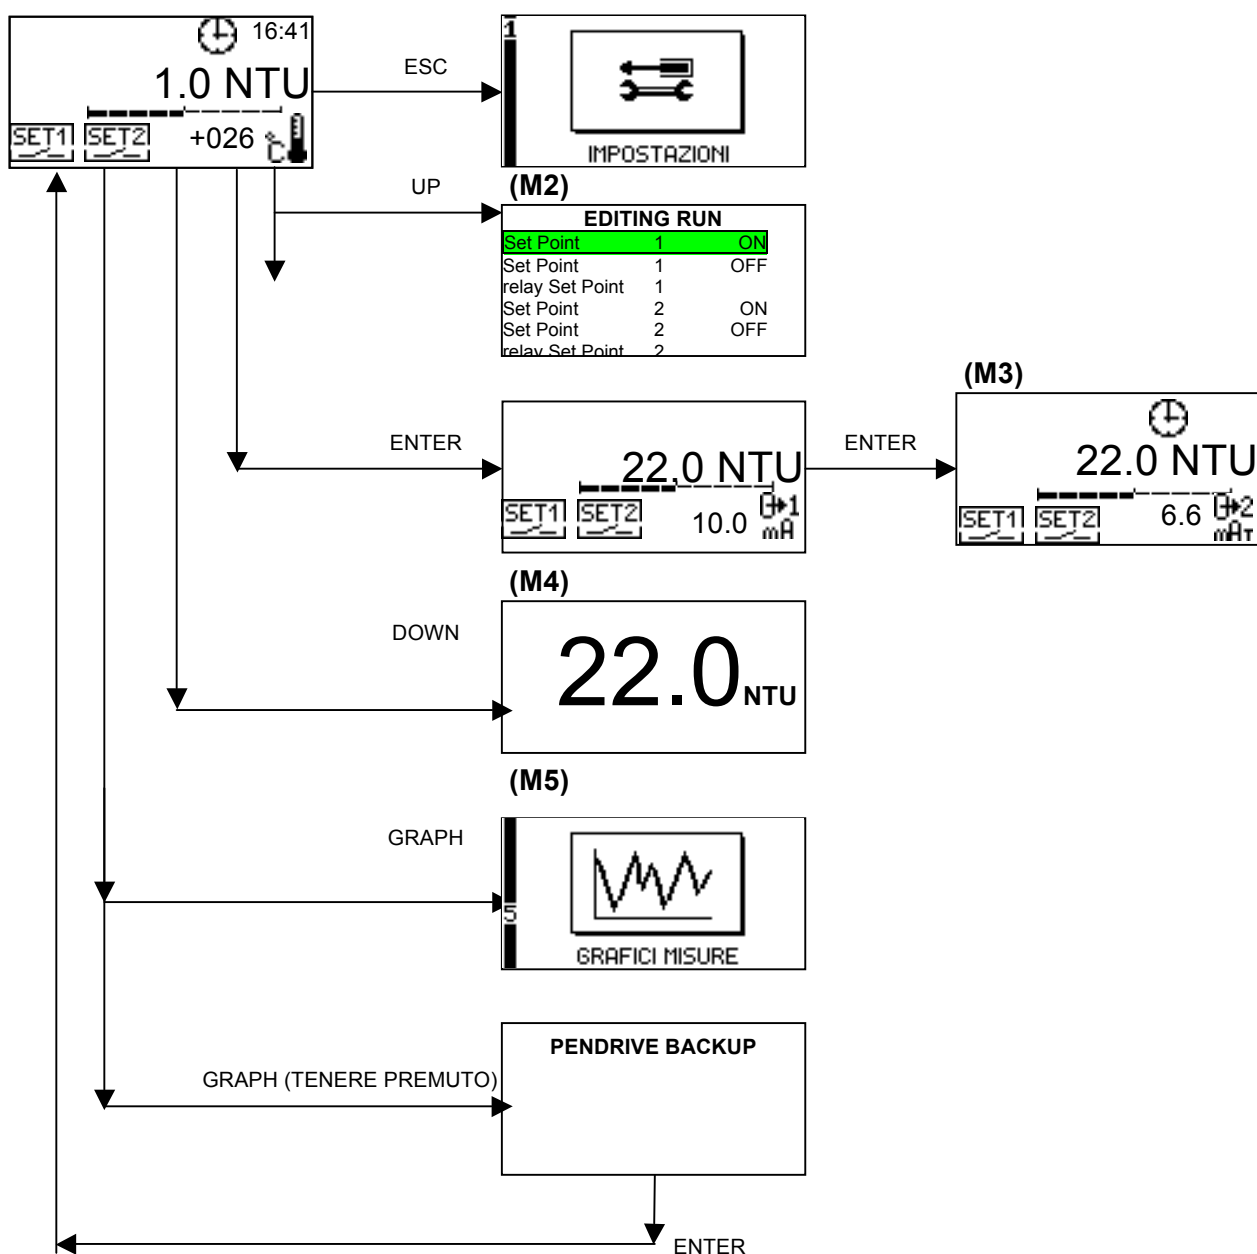 16:41
1.0 NTU
SET1 SET2 +026 °C
ESC
1
IMPOSTAZIONI
UP
(M2)
EDITING RUN
Set Point 1 ON
Set Point 1 OFF
relay Set Point 1
Set Point 2 ON
Set Point 2 OFF
relay Set Point 2
ENTER
22.0 NTU
SET1 SET2 10.0 1 mA
ENTER
(M3)
22.0 NTU
SET1 SET2 6.6 2 mAT
(M4)
DOWN
22.0 NTU
(M5)
GRAPH
5
GRAFICI MISURE
PENDRIVE BACKUP
GRAPH (TENERE PREMUTO)
ENTER